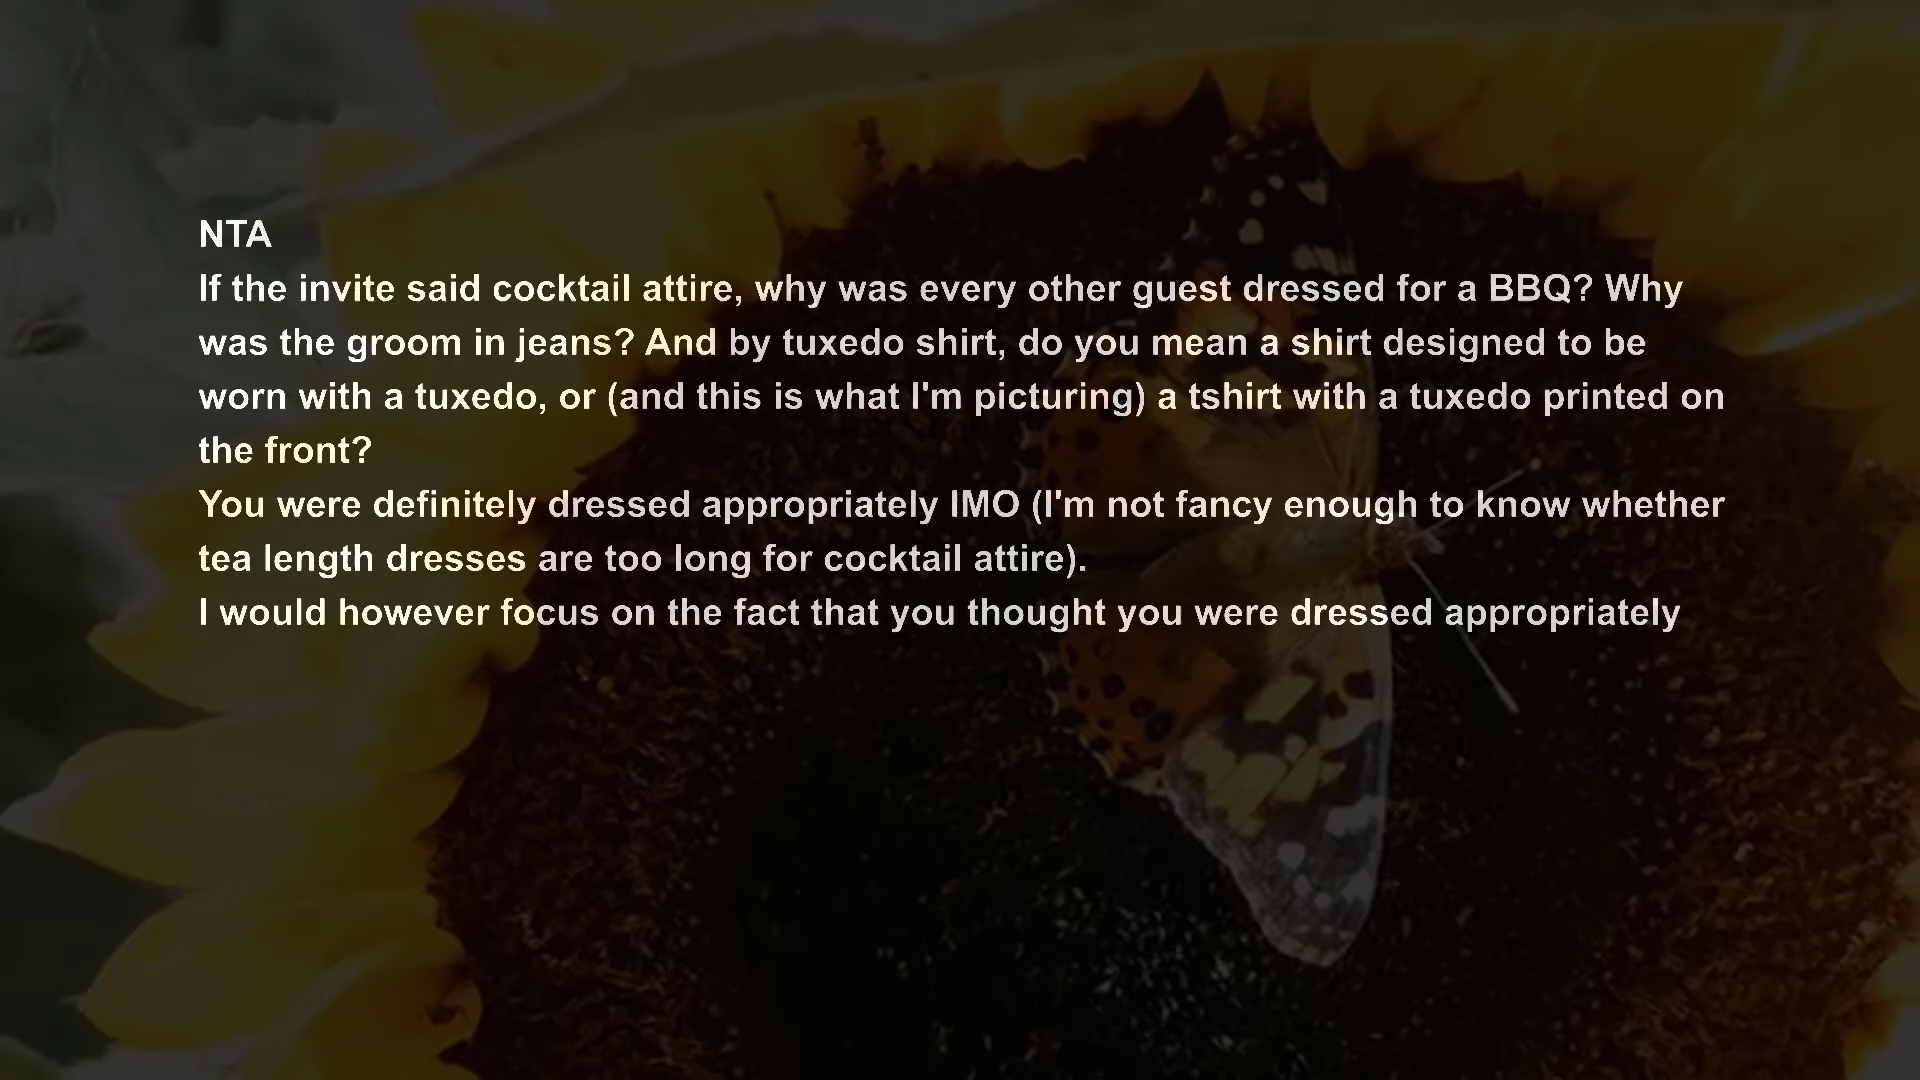 NTA
If the invite said cocktail attire, why was every other guest dressed for a BBQ? Why
was the groom in jeans? And by tuxedo shirt, do you mean a shirt designed to be
worn with a tuxedo, or (and this is what I'm picturing) a tshirt with a tuxedo printed on
the front?
You were definitely dressed appropriately IMO (I'm not fancy enough to know whether
tea length dresses are too long for cocktail attire).
I would however focus on the fact that you thought you were dressed appropriately